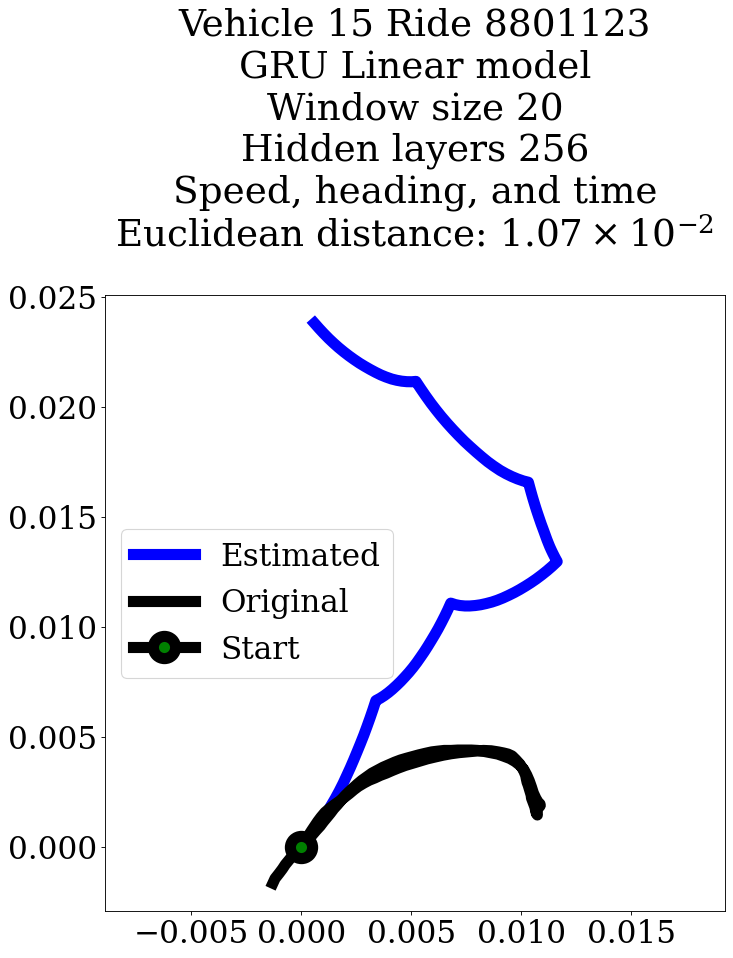 Vehicle 15 Ride 8801123
GRU Linear model
Window size 20
Hidden layers 256
Speed, heading, and time
Euclidean distance: 1.07 × 10⁻²
0.025
0.020
0.015
0.010
0.005
0.000
Estimated
Original
Start
−0.005 0.000 0.005 0.010 0.015